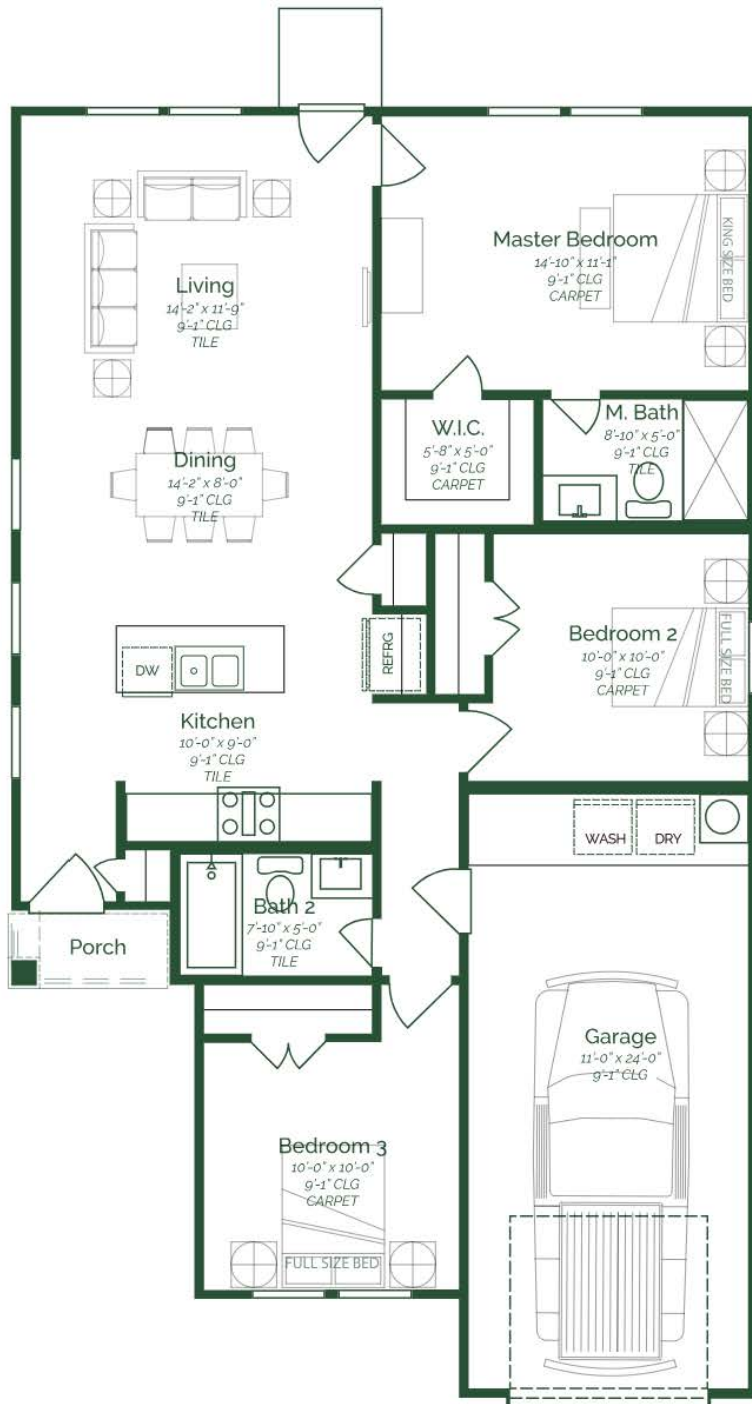 Living
14'-2" x 11'-9"
9'-1" CLG
TILE
Master Bedroom
14'-10 x 11'-1"
9'-1" CLG
CARPET
KING SIZE BED
W.I.C.
5'-8" x 5'-0"
9'-1" CLG
CARPET
M. Bath
8'-10" x 5'-0"
9'-1" CLG
TILE
Dining
14'-2" x 8'-0"
9'-1" CLG
TILE
REFRG
DW
Kitchen
10'-0" x 9'-0"
9'-1" CLG
TILE
Bedroom 2
10'-0" x 10'-0"
9'-1" CLG
CARPET
FULL SIZE BED
WASH
DRY
Bath 2
7'-10" x 5'-0"
9'-1" CLG
TILE
Porch
Garage
11'-0" x 24'-0"
9'-1" CLG
Bedroom 3
10'-0" x 10'-0"
9'-1" CLG
CARPET
FULL SIZE BED